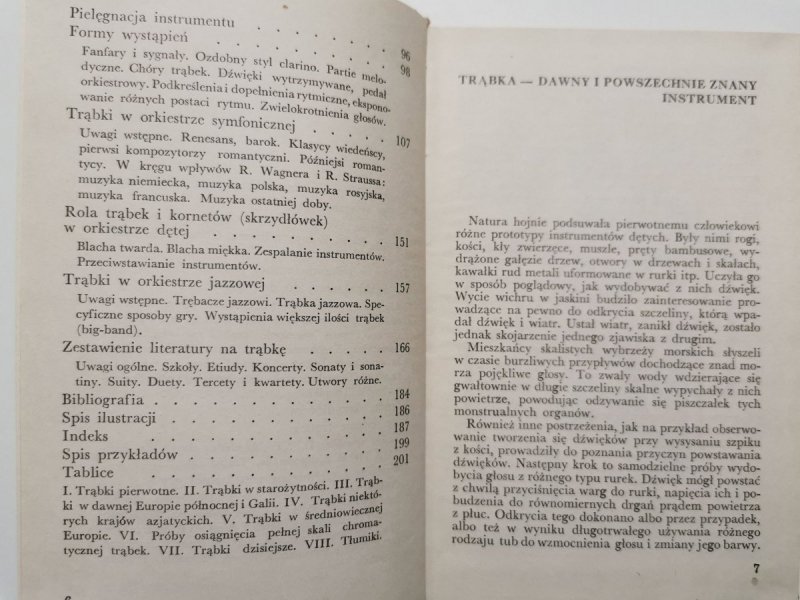 Pielęgnacja instrumentu . . . . . . . 96
Formy wystąpień . . . . . . . . 98
Fanfary i sygnały. Ozdobny styl clarino. Partie melo-
dyczne. Chóry trąbek. Dźwięki wytrzymywane, pedał
orkiestrowy. Podkreślenia i dopełnienia rytmiczne, ekspono-
wanie różnych postaci rytmu. Zwielokrotnienia głosów.
Trąbki w orkiestrze symfonicznej . . . . . 107
Uwagi wstępne. Renesans, barok. Klasycy wiedeńscy,
pierwsi kompozytorzy romantyczni. Późniejsi roman-
tycy. W kręgu wpływów R. Wagnera i R. Straussa:
muzyka niemiecka, muzyka polska, muzyka rosyjska,
muzyka francuska. Muzyka ostatniej doby.
Rola trąbek i kornetów (skrzydłówek)
w orkiestrze dętej . . . . . . . . 151
Blacha twarda. Blacha miękka. Zespalanie instrumentów.
Przeciwstawianie instrumentów.
Trąbki w orkiestrze jazzowej . . . . . . 157
Uwagi wstępne. Trębacze jazzowi. Trąbka jazzowa. Spe-
cyficzne sposoby gry. Wystąpienia większej ilości trąbek
(big-band).
Zestawienie literatury na trąbkę . . . . . 166
Uwagi ogólne. Szkoły. Etiudy. Koncerty. Sonaty i sona-
tiny. Suity. Duety. Tercety i kwartety. Utwory różne.
Bibliografia . . . . . . . . . . 184
Spis ilustracji . . . . . . . . . 186
Indeks . . . . . . . . . . 187
Spis przykładów . . . . . . . . 199
Tablice . . . . . . . . . . 201
I. Trąbki pierwotne. II. Trąbki w starożytności. III. Trąb-
ki w dawnej Europie północnej i Galii. IV. Trąbki niektó-
rych krajów azjatyckich. V. Trąbki w średniowiecznej
Europie. VI. Próby osiągnięcia pełnej skali chroma-
tycznej trąbek. VII. Trąbki dzisiejsze. VIII. Tłumiki.
TRĄBKA — DAWNY I POWSZECHNIE ZNANY
INSTRUMENT
Natura hojnie podsuwała pierwotnemu człowiekowi
różne prototypy instrumentów dętych. Były nimi rogi,
kości, kły zwierzęce, muszle, pręty bambusowe, wy-
drążone gałęzie drzew, otwory w drzewach i skałach,
kawałki rud metali uformowane w rurki itp. Uczyła go
w sposób poglądowy, jak wydobywać z nich dźwięk.
Wycie wichru w jaskini budziło zainteresowanie pro-
wadzące na pewno do odkrycia szczeliny, którą wpa-
dał dźwięk i wiatr. Ustał wiatr, zanikł dźwięk, zostało
jednak skojarzenie jednego zjawiska z drugim.
Mieszkańcy skalistych wybrzeży morskich słyszeli
w czasie burzliwych przypływów dochodzące znad mo-
rza pojękliwe głosy. To zwały wody wdzierające się
gwałtownie w długie szczeliny skalne wypychały z nich
powietrze, powodując odzywanie się piszczałek tych
monstrualnych organów.
Również inne postrzeżenia, jak na przykład obserwo-
wanie tworzenia się dźwięków przy wysysaniu szpiku
z kości, prowadziły do poznania przyczyn powstawania
dźwięków. Następny krok to samodzielne próby wydo-
bycia głosu z różnego typu rurek. Dźwięk mógł powstać
z chwilą przyciśnięcia warg do rurki, napięcia ich i po-
budzenia do równomiernych drgań prądem powietrza
z płuc. Odkrycia tego dokonano albo przez przypadek,
albo też w wyniku długotrwałego używania różnego
rodzaju tub do wzmocnienia głosu i zmiany jego barwy.
7